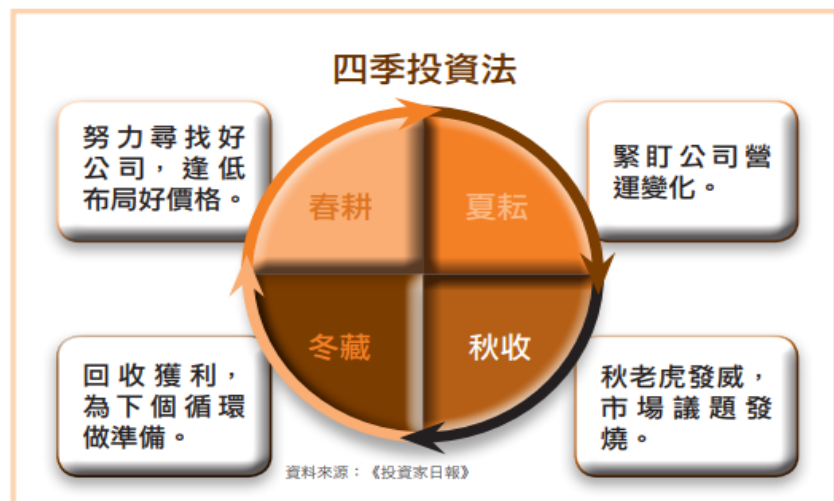 四季投資法
努力尋找好
公司，逢低
布局好價格。
春耕
夏耘
緊盯公司營
運變化。
回收獲利，
為下個循環
做準備。
冬藏
秋收
秋老虎發威，
市場議題發
燒。
資料來源：《投資家日報》